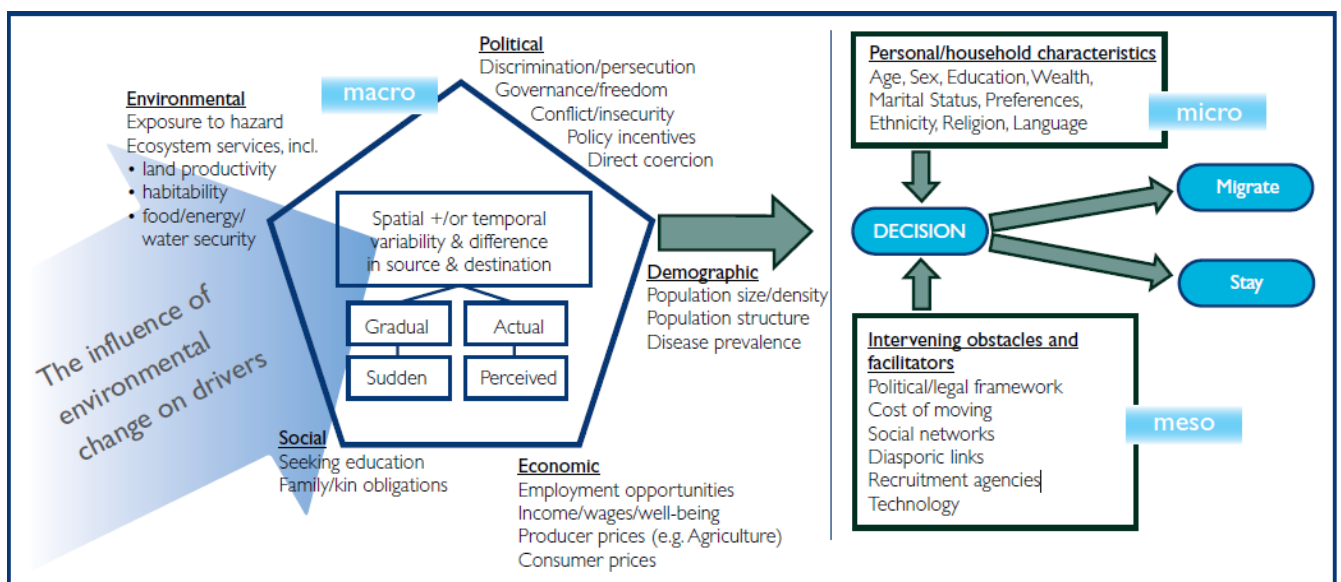 Political
Discrimination/persecution
Governance/freedom
Conflict/insecurity
Policy incentives
Direct coercion
macro
Environmental
Exposure to hazard
Ecosystem services, incl.
• land productivity
• habitability
• food/energy/
water security
Spatial +/or temporal
variability & difference
in source & destination
Gradual
Actual
Sudden
Perceived
The influence of
environmental
change on drivers
Demographic
Population size/density
Population structure
Disease prevalence
Social
Seeking education
Family/kin obligations
Economic
Employment opportunities
Income/wages/well-being
Producer prices (e.g. Agriculture)
Consumer prices
Personal/household characteristics
Age, Sex, Education, Wealth,
Marital Status, Preferences,
Ethnicity, Religion, Language
micro
DECISION
Migrate
Stay
Intervening obstacles and
facilitators
Political/legal framework
Cost of moving
Social networks
Diasporic links
Recruitment agencies
Technology
meso